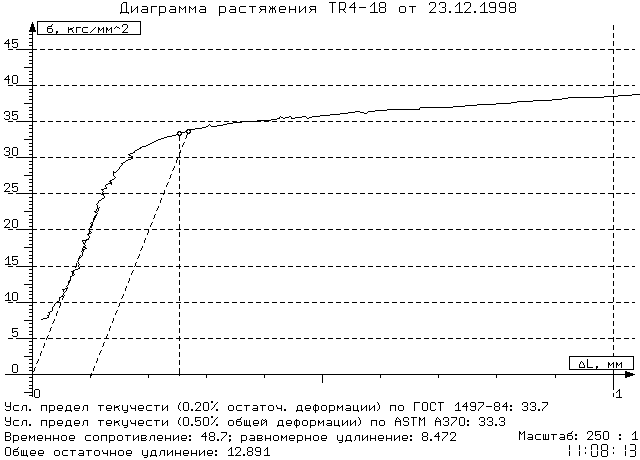 Диаграмма растяжения TR4-18 от 23.12.1998
б, кгс/мм^2
45
40
35
30
25
20
15
10
5
0
0
1
ΔL, мм
Усл. предел текучести (0.20% остаточ. деформации) по ГОСТ 1497-84: 33.7
Усл. предел текучести (0.50% общей деформации) по ASTM A370: 33.3
Временное сопротивление: 48.7; равномерное удлинение: 8.472
Масштаб: 250 : 1
Общее остаточное удлинение: 12.891
11:08:13